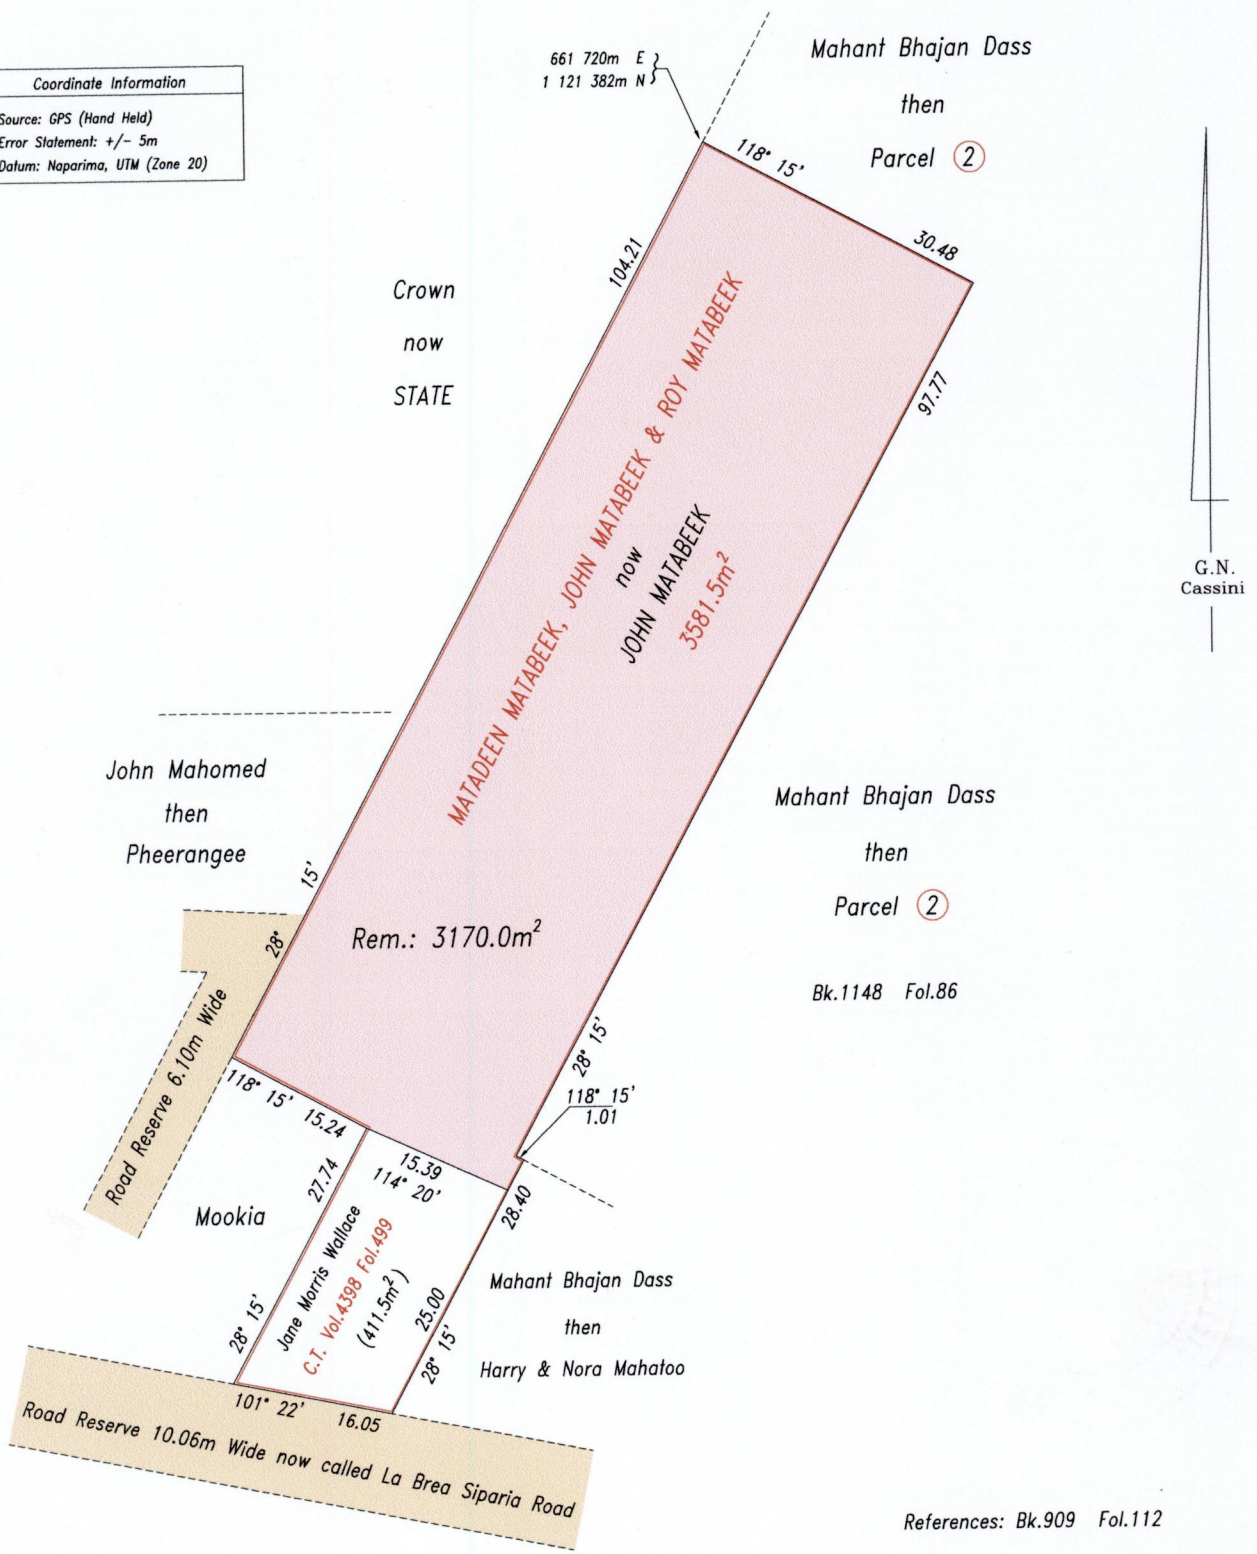 Coordinate Information
Source: GPS (Hand Held)
Error Statement: +/- 5m
Datum: Naparima, UTM (Zone 20)
661 720m E
1 121 382m N
Mahant Bhajan Dass
then
Parcel 2
118° 15'
30.48
104.21
97.77
Crown
now
STATE
G.N.
Cassini
MATADEEN MATABEEK, JOHN MATABEEK & ROY MATABEEK
now
JOHN MATABEEK
3581.5m²
John Mahomed
then
Pheerangee
15'
28°
Rem.: 3170.0m²
Mahant Bhajan Dass
then
Parcel 2
Bk.1148 Fol.86
Road Reserve 6.10m Wide
28° 15'
118° 15'
1.01
118° 15' 15.24
15.39
114° 20'
27.74
28.40
Mookia
28° 15'
Jane Morris Wallace
C.T. Vol.4398 Fol.499
(411.5m²)
25.00
28° 15'
Mahant Bhajan Dass
then
Harry & Nora Mahatoo
101° 22' 16.05
Road Reserve 10.06m Wide now called La Brea Siparia Road
References: Bk.909 Fol.112